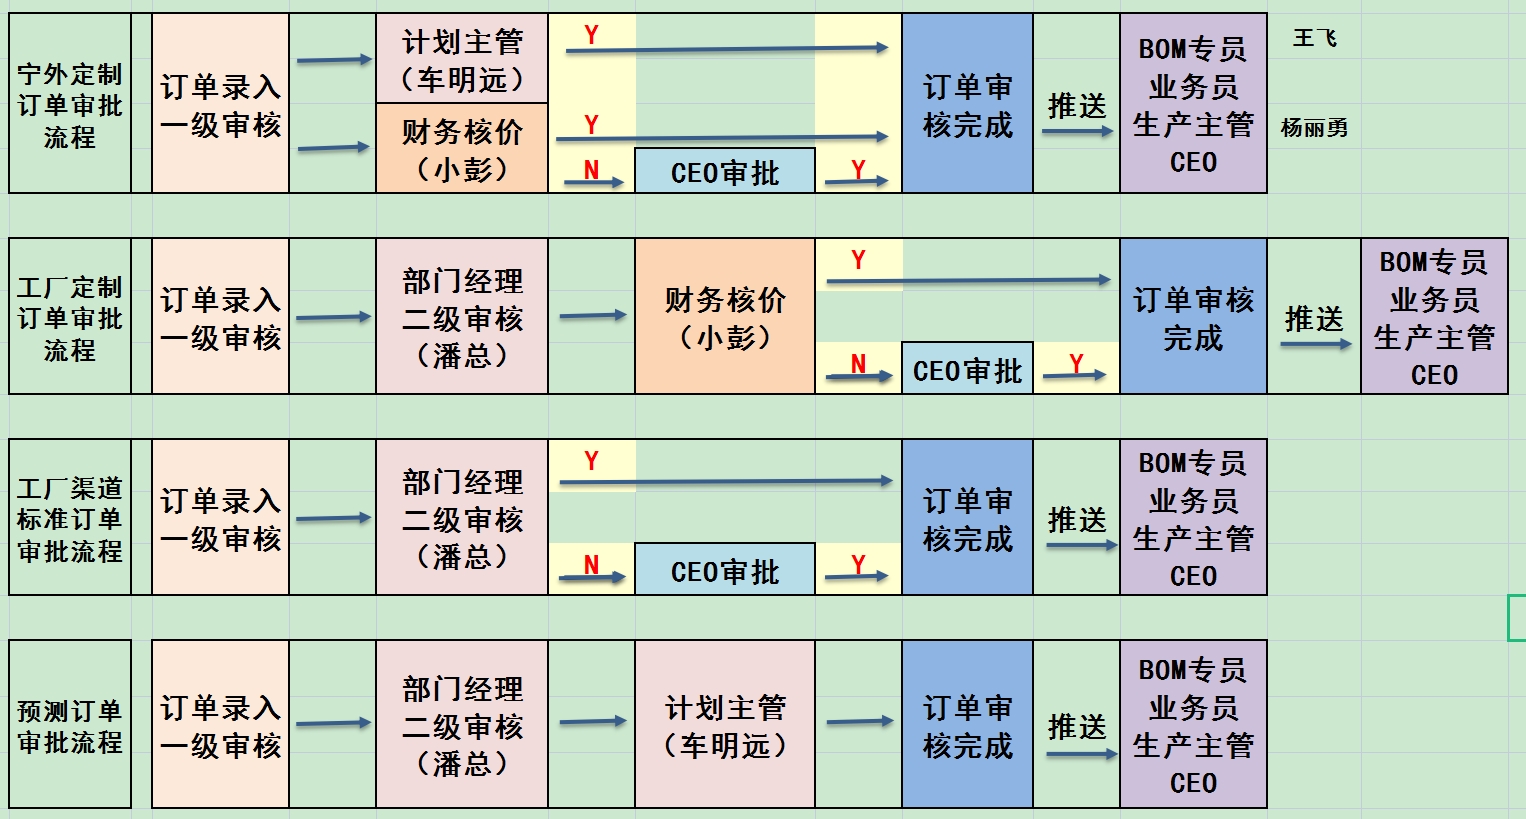 宁外定制
订单审批
流程
订单录入
一级审核
计划主管
（车明远）
财务核价
（小彭）
Y
Y
N
CEO审批
Y
订单审
核完成
推送
BOM专员
业务员
生产主管
CEO
王飞
杨丽勇
工厂定制
订单审批
流程
订单录入
一级审核
部门经理
二级审核
（潘总）
财务核价
（小彭）
Y
N
CEO审批
Y
订单审核
完成
推送
BOM专员
业务员
生产主管
CEO
工厂渠道
标准订单
审批流程
订单录入
一级审核
部门经理
二级审核
（潘总）
Y
N
CEO审批
Y
订单审
核完成
推送
BOM专员
业务员
生产主管
CEO
预测订单
审批流程
订单录入
一级审核
部门经理
二级审核
（潘总）
计划主管
（车明远）
订单审
核完成
推送
BOM专员
业务员
生产主管
CEO